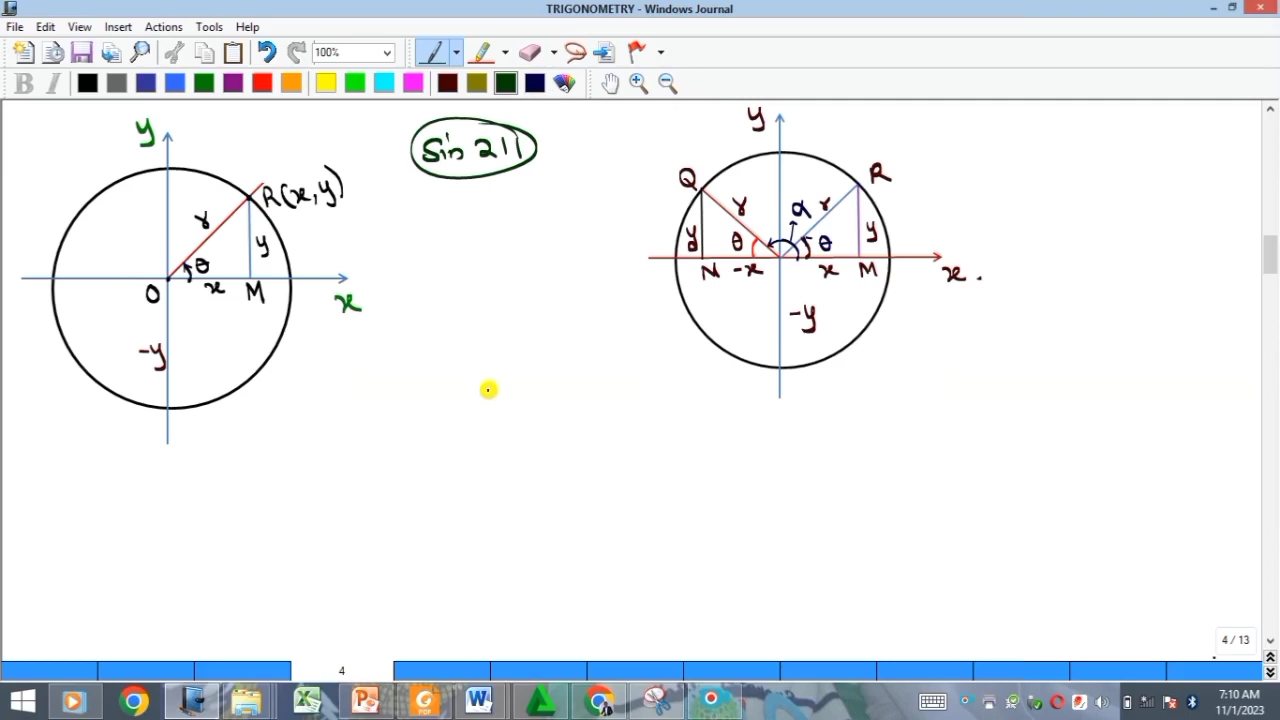 TRIGONOMETRY - Windows Journal
File Edit View Insert Actions Tools Help
100%
B I
y
R(x, y)
r
y
θ
O x M
x
-y
Sin 211
y
Q R
r α r
y θ θ y
N -x x M
x .
-y
4 / 13
4
7:10 AM
11/1/2023